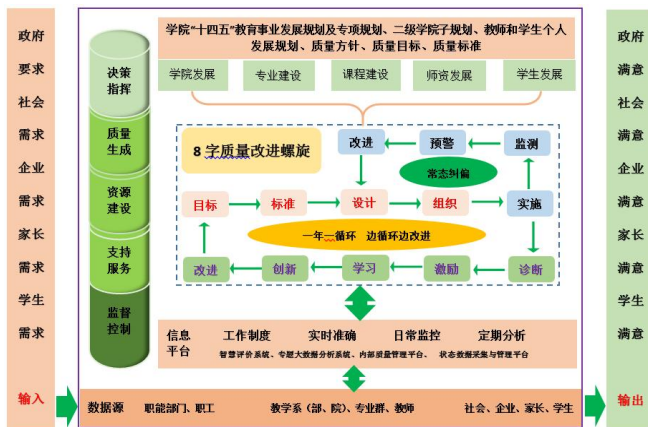 政府
要求
社会
需求
企业
需求
家长
需求
学生
需求
输入
决策
指挥
质量
生成
资源
建设
支持
服务
监督
控制
学院“十四五”教育事业发展规划及专项规划、二级学院子规划、教师和学生个人
发展规划、质量方针、质量目标、质量标准
学院发展 专业建设 课程建设 师资发展 学生发展
8 字质量改进螺旋
改进 预警 监测
常态纠偏
目标 标准 设计 组织 实施
一年一循环 边循环边改进
改进 创新 学习 激励 诊断
信息
平台
工作制度 实时准确 日常监控 定期分析
智慧评价系统、专题大数据分析系统、内部质量管理平台、 状态数据采集与管理平台
数据源 职能部门、职工 教学系（部、院）、专业群、教师 社会、企业、家长、学生
政府
满意
社会
满意
企业
满意
家长
满意
学生
满意
输出